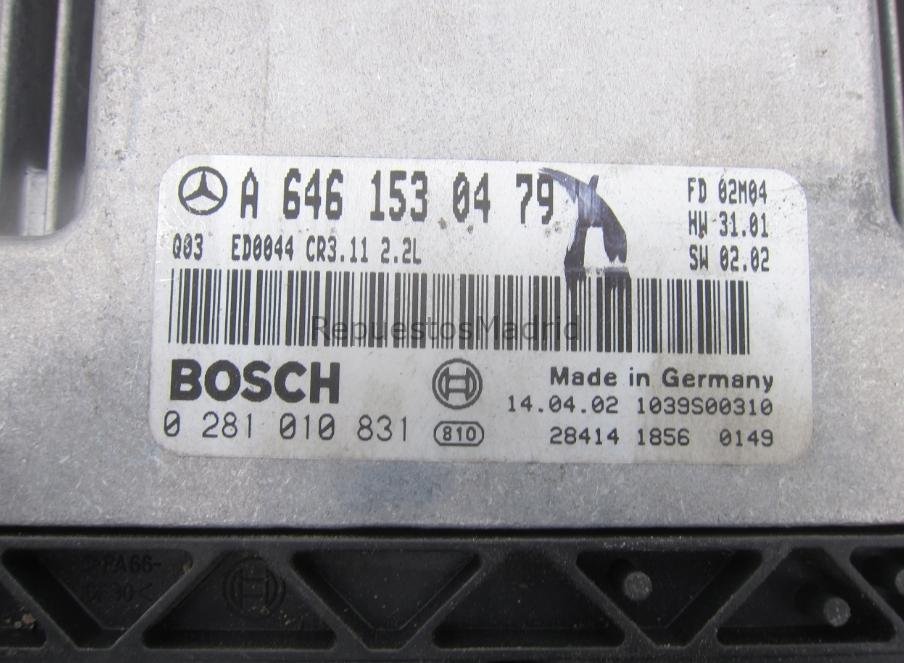 A 646 153 04 79
FD 02M04
HW 31.01
Q03 ED0044 CR3.11 2.2L
SW 02.02
RepuestosMadrid
BOSCH
Made in Germany
14.04.02 1039S00310
0 281 010 831
810
28414 1856 0149
>PA66-